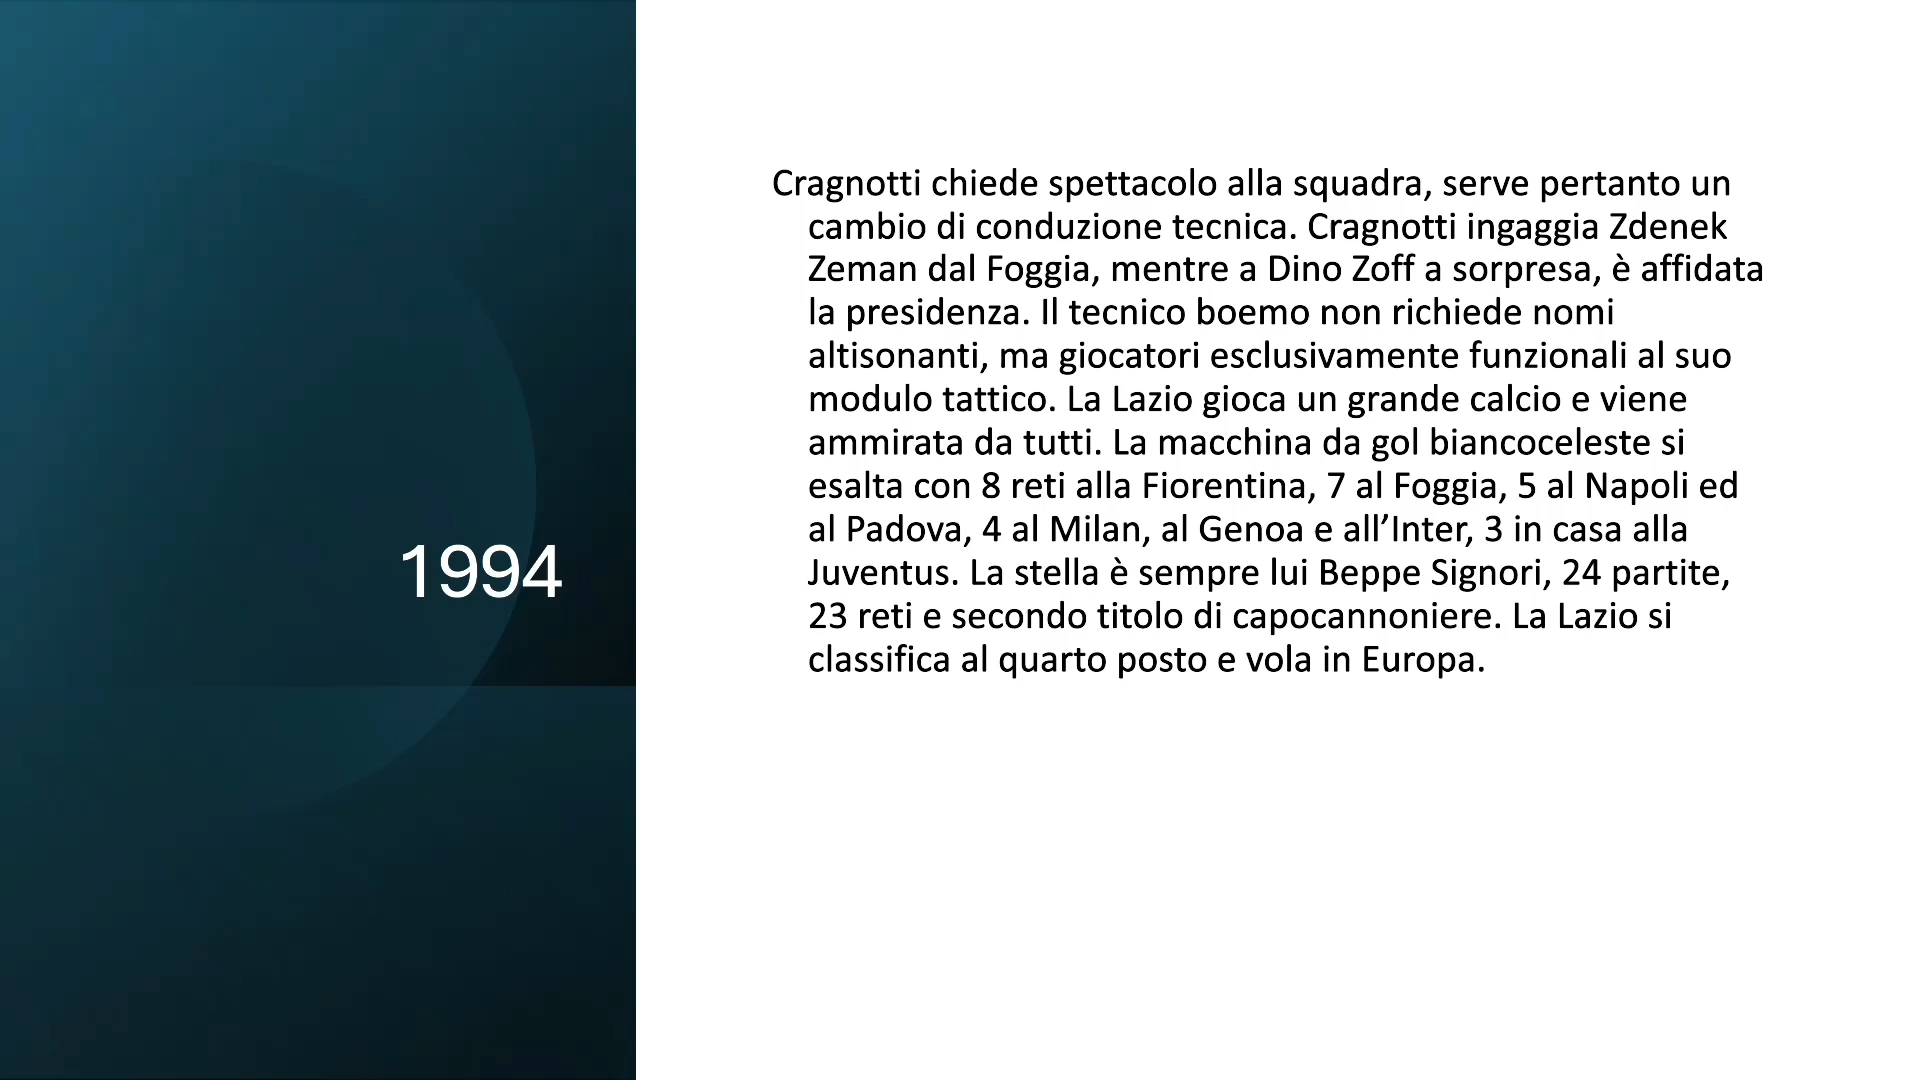 1994
Cragnotti chiede spettacolo alla squadra, serve pertanto un
cambio di conduzione tecnica. Cragnotti ingaggia Zdenek
Zeman dal Foggia, mentre a Dino Zoff a sorpresa, è affidata
la presidenza. Il tecnico boemo non richiede nomi
altisonanti, ma giocatori esclusivamente funzionali al suo
modulo tattico. La Lazio gioca un grande calcio e viene
ammirata da tutti. La macchina da gol biancoceleste si
esalta con 8 reti alla Fiorentina, 7 al Foggia, 5 al Napoli ed
al Padova, 4 al Milan, al Genoa e all’Inter, 3 in casa alla
Juventus. La stella è sempre lui Beppe Signori, 24 partite,
23 reti e secondo titolo di capocannoniere. La Lazio si
classifica al quarto posto e vola in Europa.